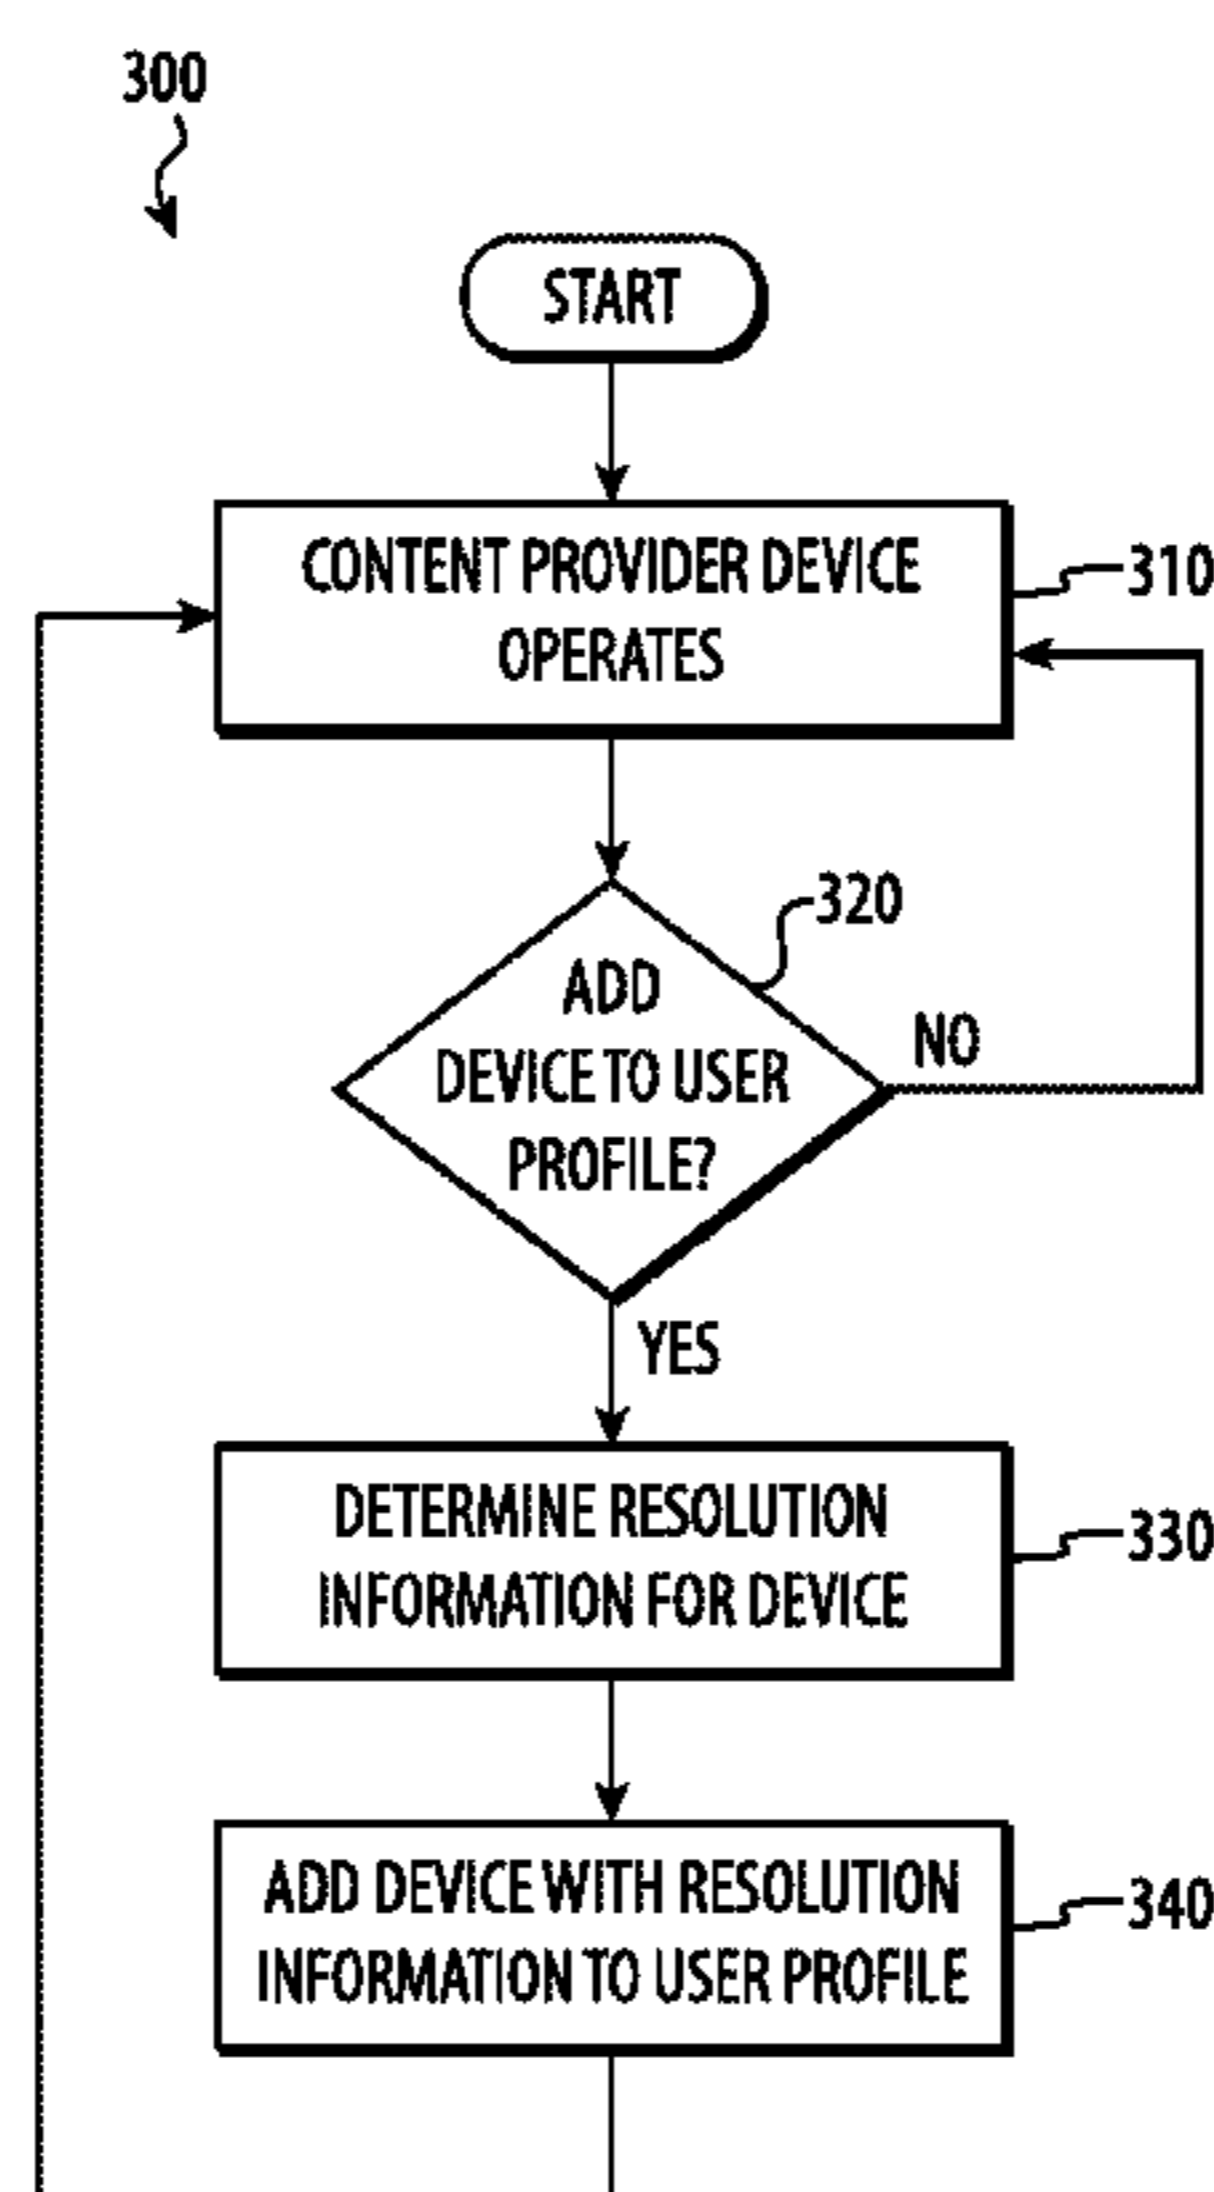 300
START
CONTENT PROVIDER DEVICE
OPERATES
310
320
ADD
DEVICE TO USER
PROFILE?
NO
YES
DETERMINE RESOLUTION
INFORMATION FOR DEVICE
330
ADD DEVICE WITH RESOLUTION
INFORMATION TO USER PROFILE
340